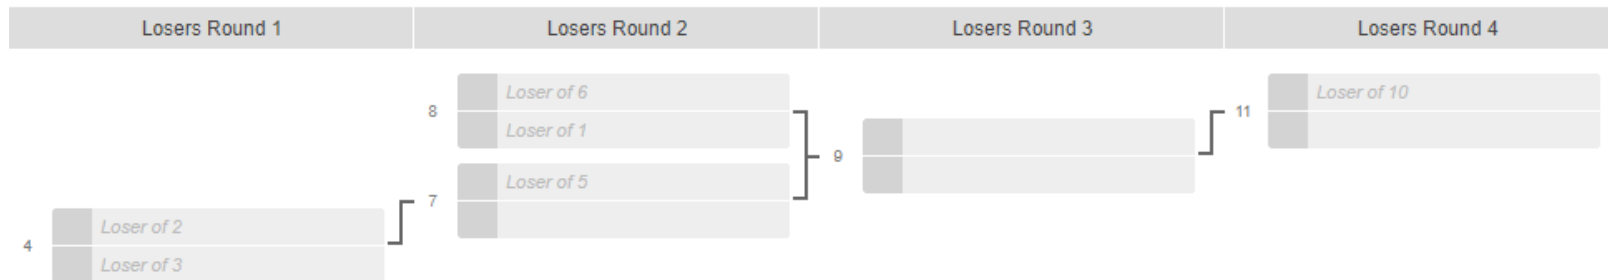 Losers Round 1
Losers Round 2
Losers Round 3
Losers Round 4
8
Loser of 6
Loser of 1
7
Loser of 5
4
Loser of 2
Loser of 3
9
11
Loser of 10